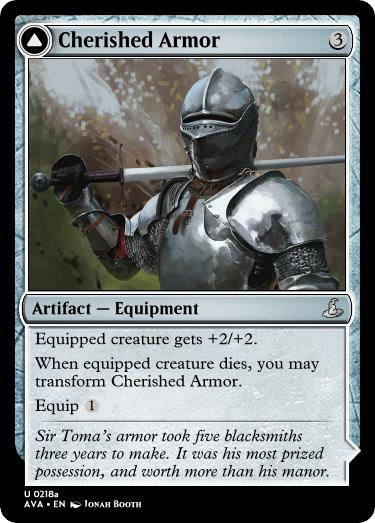 Cherished Armor 3
Artifact — Equipment
Equipped creature gets +2/+2.
When equipped creature dies, you may
transform Cherished Armor.
Equip 1
Sir Toma's armor took five blacksmiths
three years to make. It was his most prized
possession, and worth more than his manor.
U 0218a
AVA • EN Jonah Booth